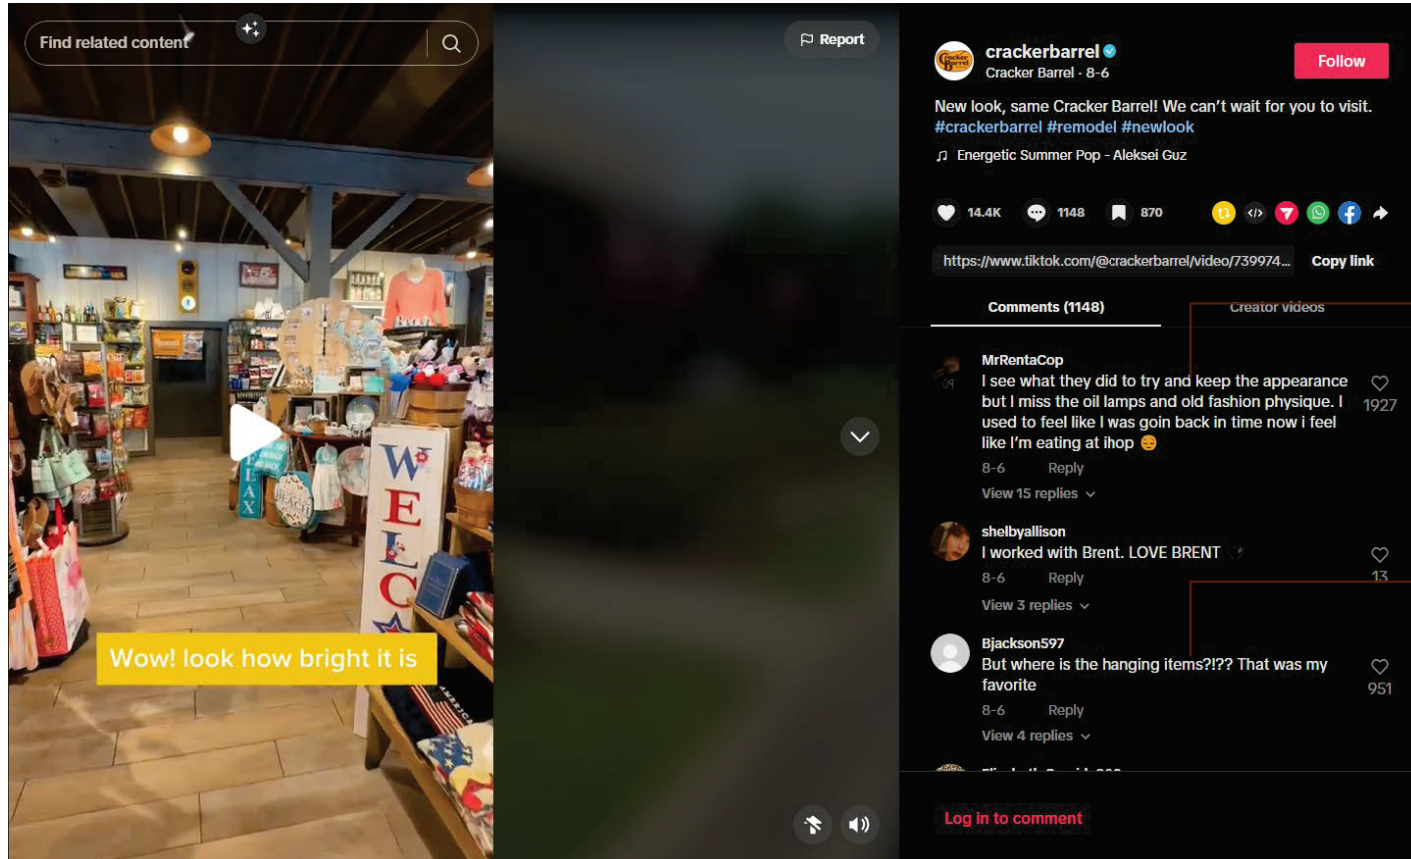 Find related content
Report
Wow! look how bright it is
RELAX
BEACH
WELC
AMERICA
Cracker Barrel
crackerbarrel
Cracker Barrel · 8-6
Follow
New look, same Cracker Barrel! We can't wait for you to visit.
#crackerbarrel #remodel #newlook
Energetic Summer Pop - Aleksei Guz
14.4K
1148
870
https://www.tiktok.com/@crackerbarrel/video/739974...
Copy link
Comments (1148)
Creator videos
MrRentaCop
I see what they did to try and keep the appearance
but I miss the oil lamps and old fashion physique. I
used to feel like I was goin back in time now i feel
like I'm eating at ihop 😔
1927
8-6 Reply
View 15 replies
shelbyallison
I worked with Brent. LOVE BRENT
13
8-6 Reply
View 3 replies
Bjackson597
But where is the hanging items?!?? That was my
favorite
951
8-6 Reply
View 4 replies
Log in to comment